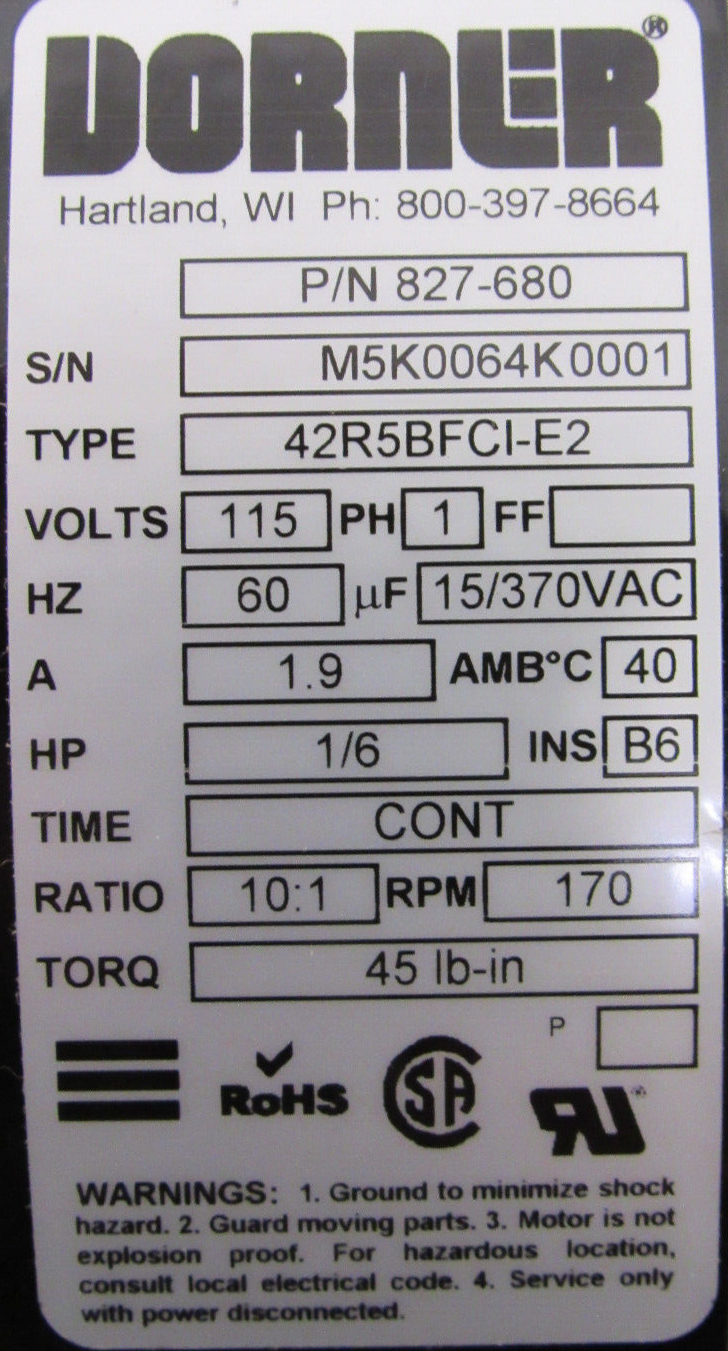 DORNER®
Hartland, WI Ph: 800-397-8664
P/N 827-680
S/N M5K0064K0001
TYPE 42R5BFCI-E2
VOLTS 115 PH 1 FF
HZ 60 µF 15/370VAC
A 1.9 AMB°C 40
HP 1/6 INS B6
TIME CONT
RATIO 10:1 RPM 170
TORQ 45 lb-in
P
RoHS SA RU
WARNINGS: 1. Ground to minimize shock
hazard. 2. Guard moving parts. 3. Motor is not
explosion proof. For hazardous location,
consult local electrical code. 4. Service only
with power disconnected.